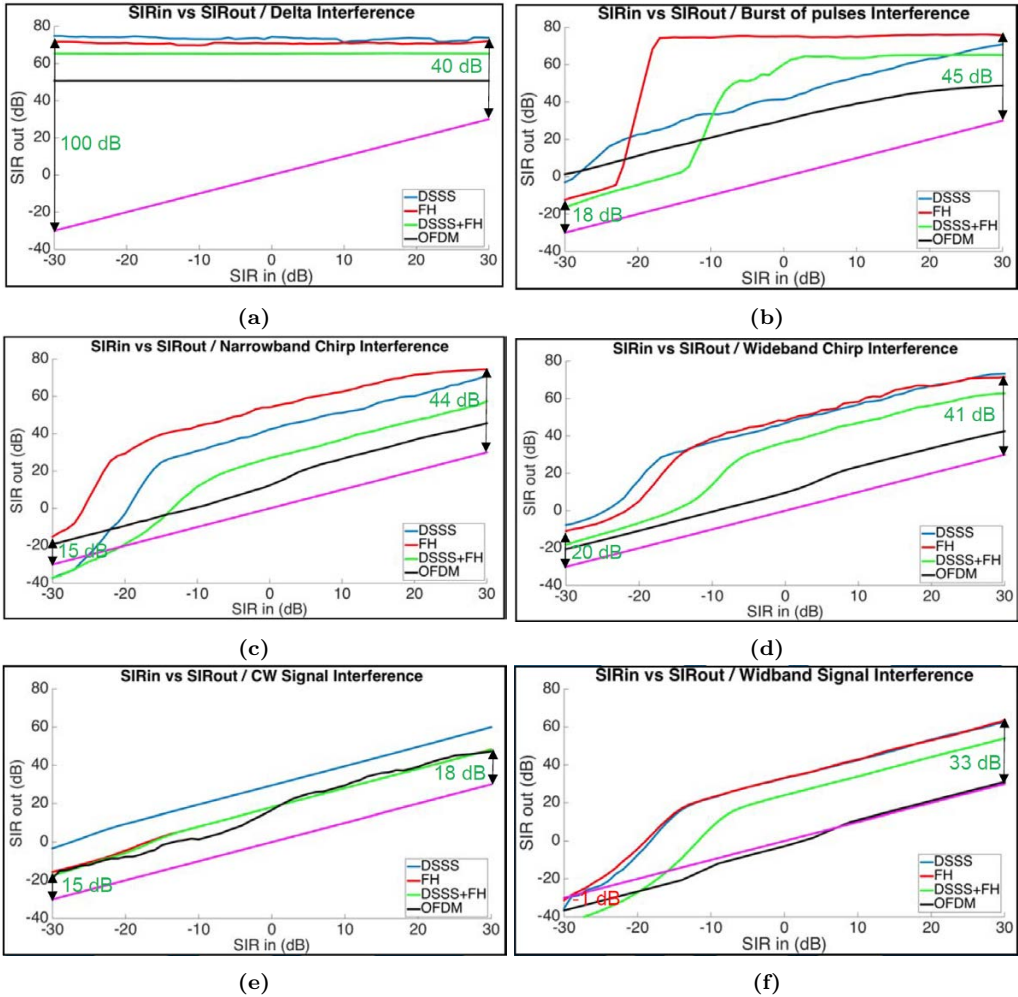 SIRin vs SIRout / Delta Interference
80
60
40
20
0
-20
-40
SIR out (dB)
40 dB
100 dB
DSSS
FH
DSSS+FH
OFDM
-30 -20 -10 0 10 20 30
SIR in (dB)
(a)
SIRin vs SIRout / Burst of pulses Interference
80
60
40
20
0
-20
-40
SIR out (dB)
45 dB
18 dB
DSSS
FH
DSSS+FH
OFDM
-30 -20 -10 0 10 20 30
SIR in (dB)
(b)
SIRin vs SIRout / Narrowband Chirp Interference
80
60
40
20
0
-20
-40
SIR out (dB)
44 dB
15 dB
DSSS
FH
DSSS+FH
OFDM
-30 -20 -10 0 10 20 30
SIR in (dB)
(c)
SIRin vs SIRout / Wideband Chirp Interference
80
60
40
20
0
-20
-40
SIR out (dB)
41 dB
20 dB
DSSS
FH
DSSS+FH
OFDM
-30 -20 -10 0 10 20 30
SIR in (dB)
(d)
SIRin vs SIRout / CW Signal Interference
80
60
40
20
0
-20
-40
SIR out (dB)
18 dB
15 dB
DSSS
FH
DSSS+FH
OFDM
-30 -20 -10 0 10 20 30
SIR in (dB)
(e)
SIRin vs SIRout / Widband Signal Interference
80
60
40
20
0
-20
-40
SIR out (dB)
33 dB
-1 dB
DSSS
FH
DSSS+FH
OFDM
-30 -20 -10 0 10 20 30
SIR in (dB)
(f)